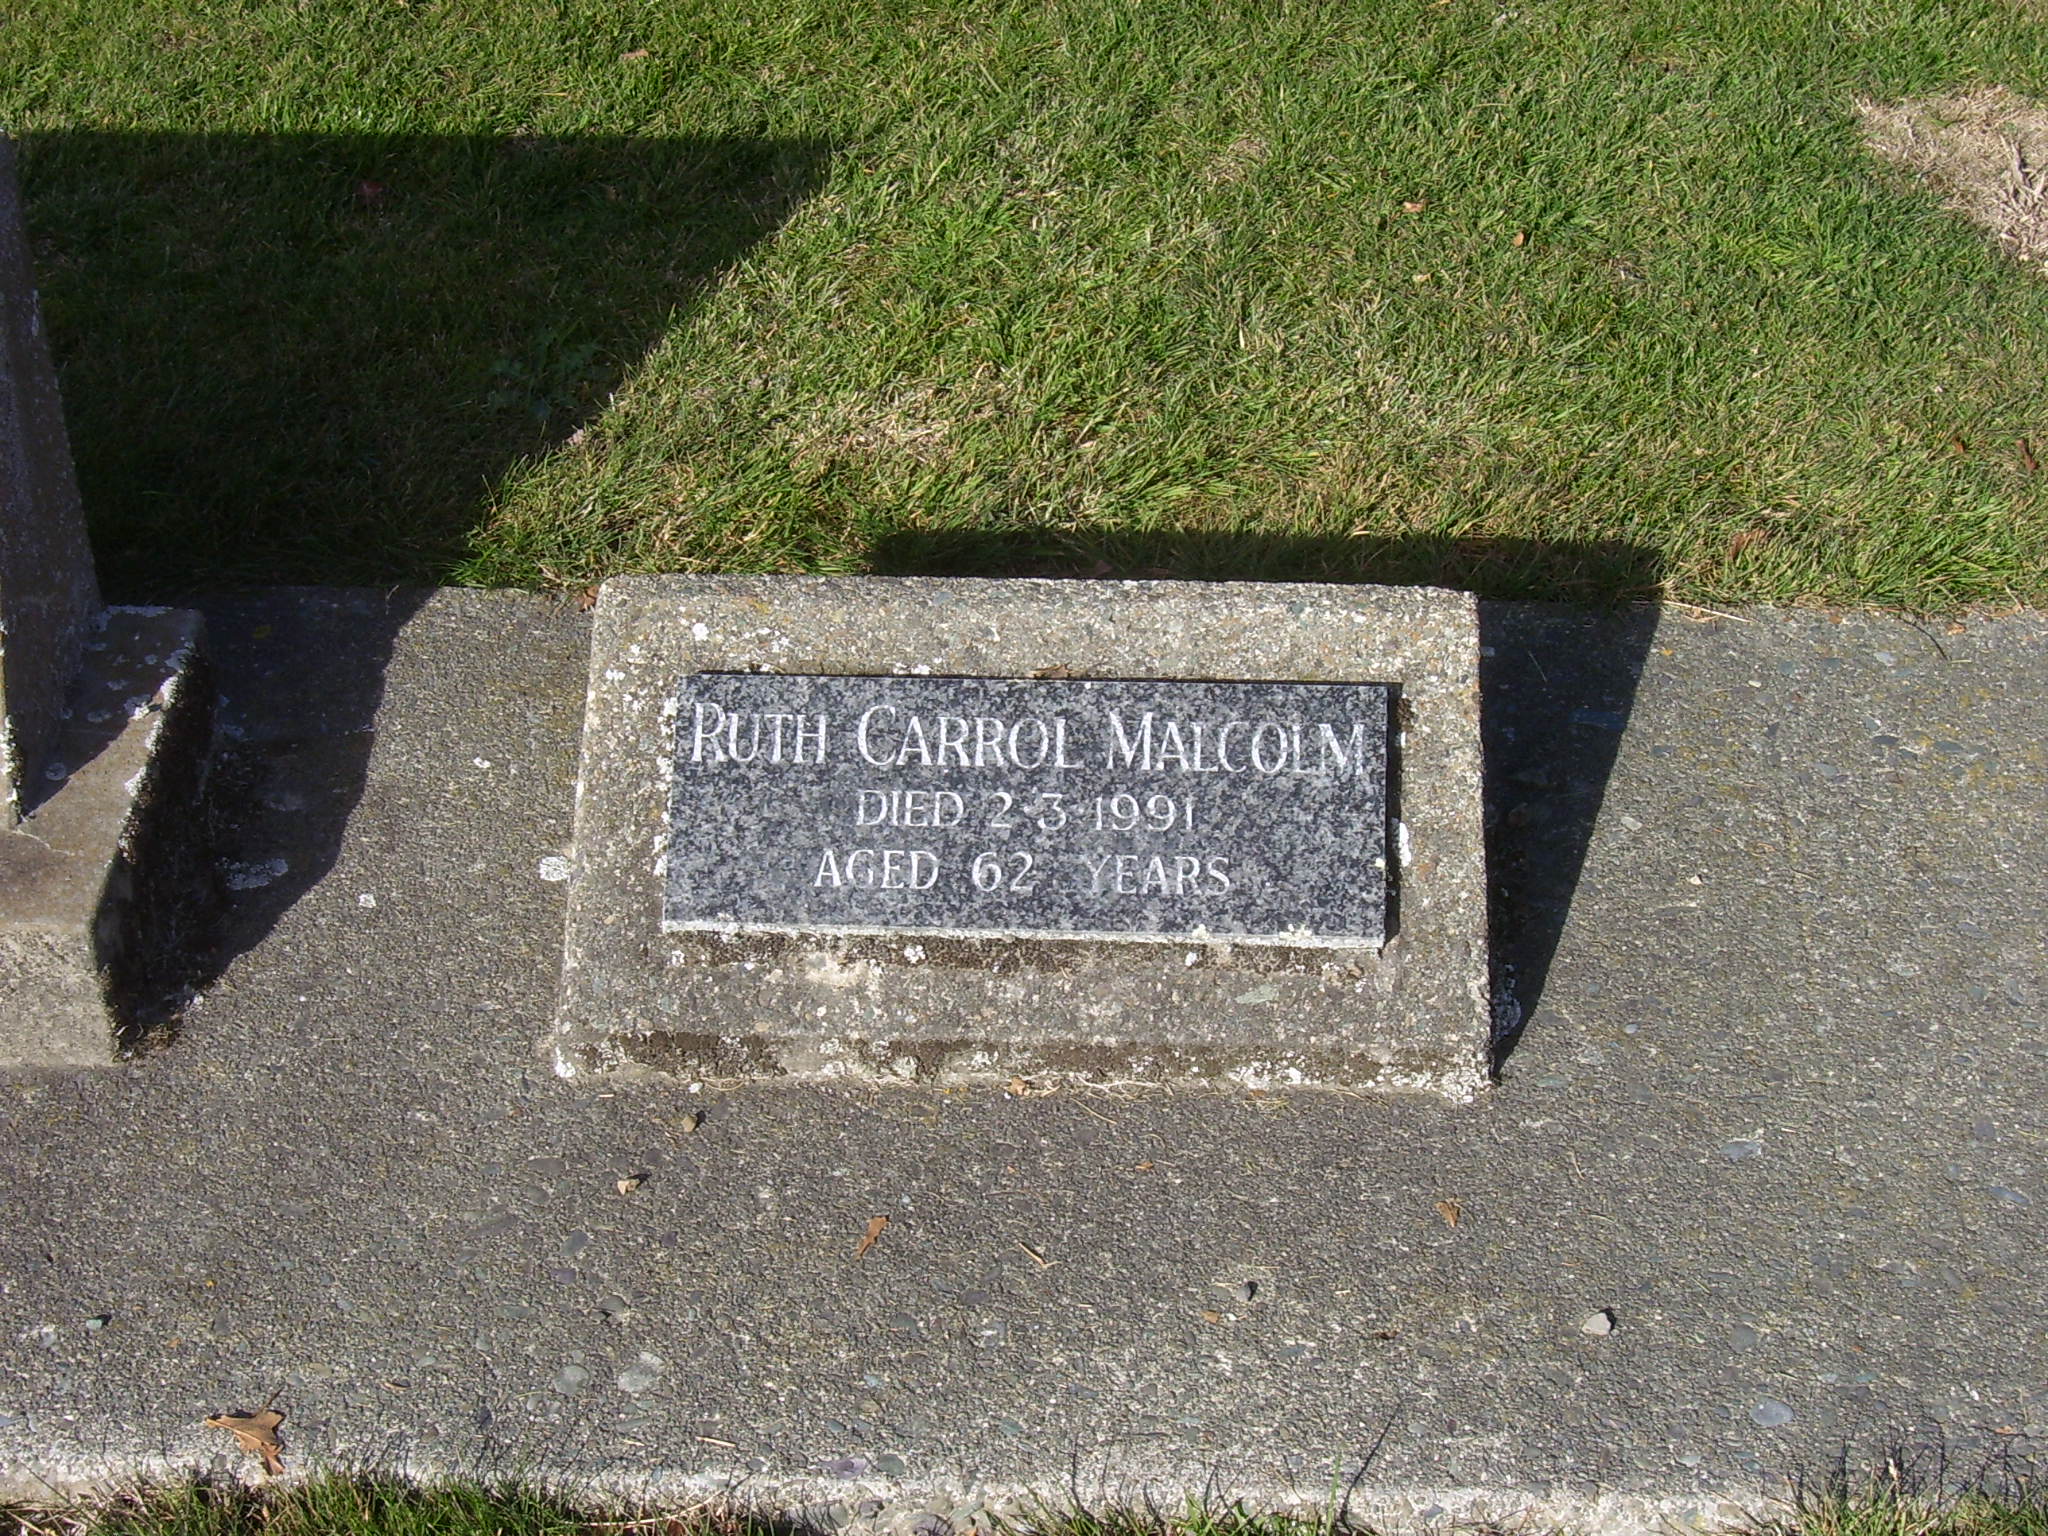 RUTH CARROL MALCOLM
DIED 2·3·1991
AGED 62 YEARS